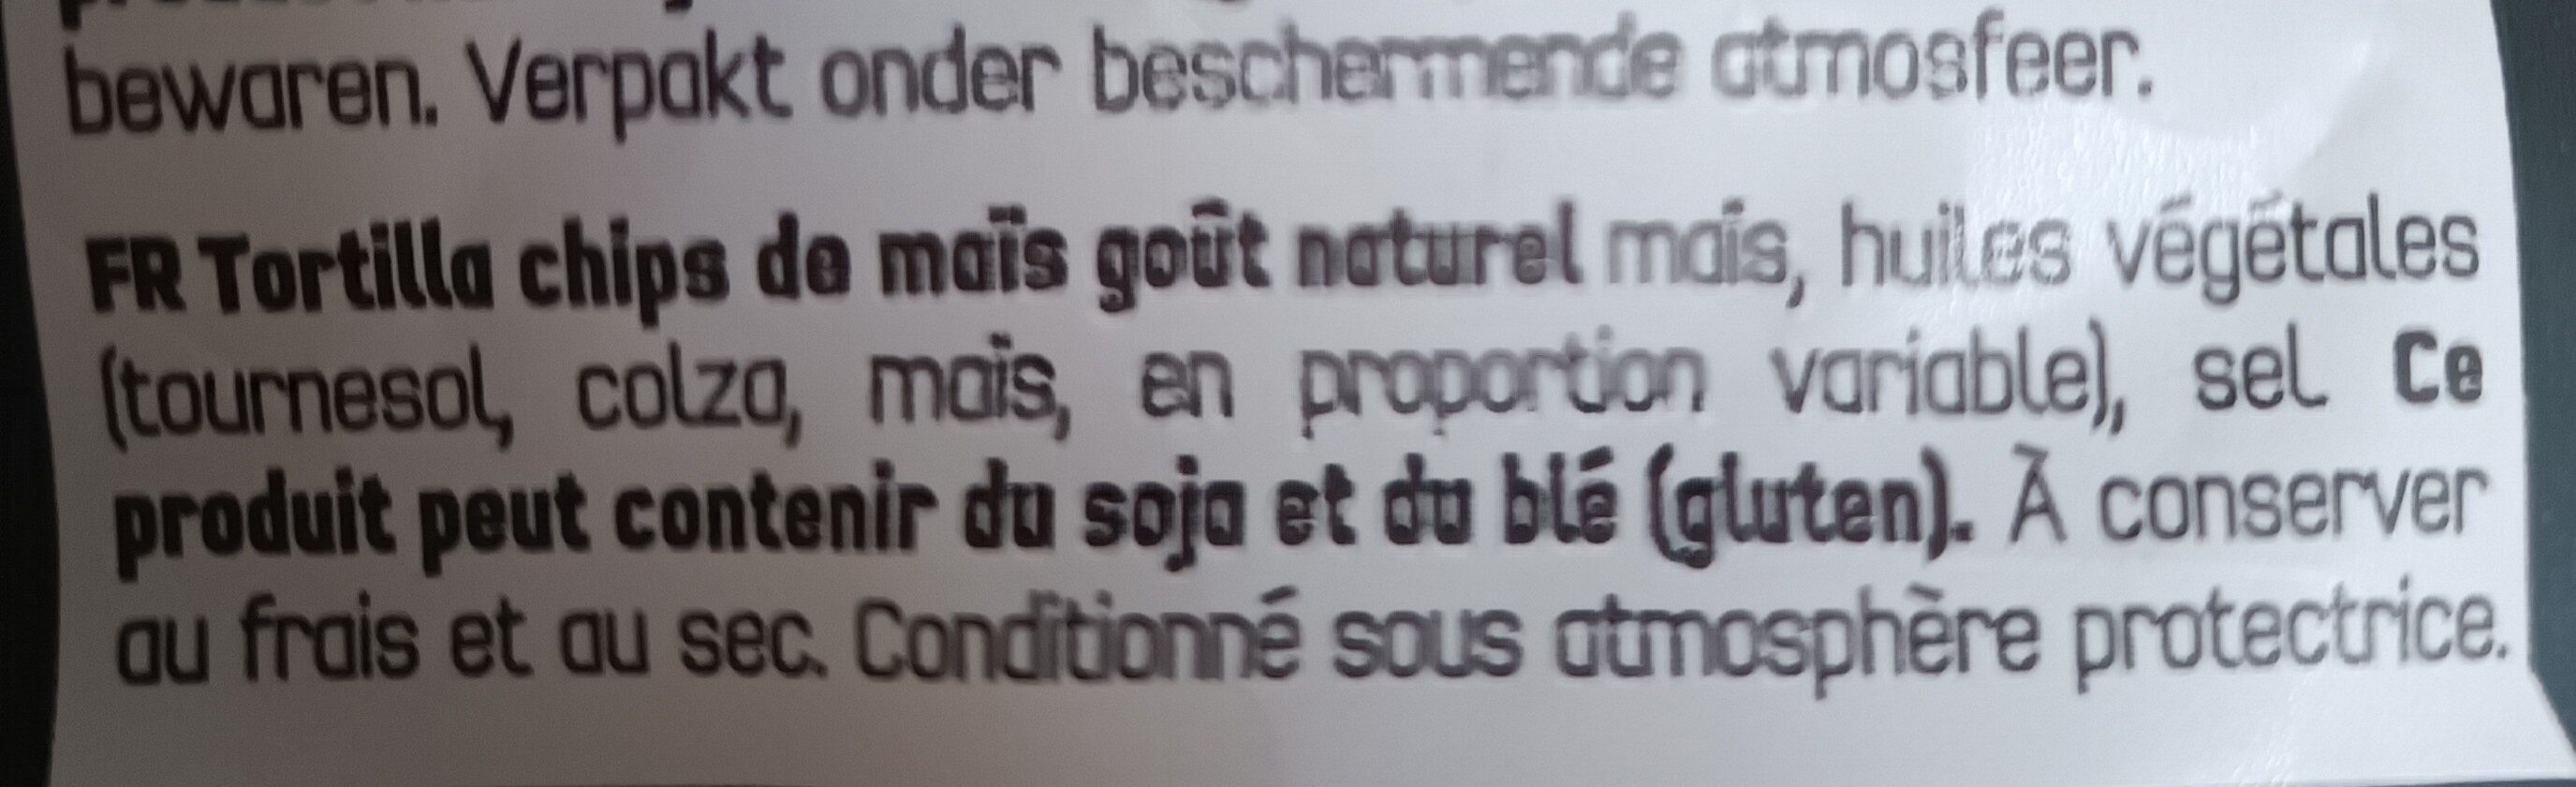 bewaren. Verpakt onder beschermende atmosfeer.
FR Tortilla chips de maïs goût naturel maïs, huiles végétales
(tournesol, colza, maïs, en proportion variable), sel. Ce
produit peut contenir du soja et du blé (gluten). À conserver
au frais et au sec. Conditionné sous atmosphère protectrice.